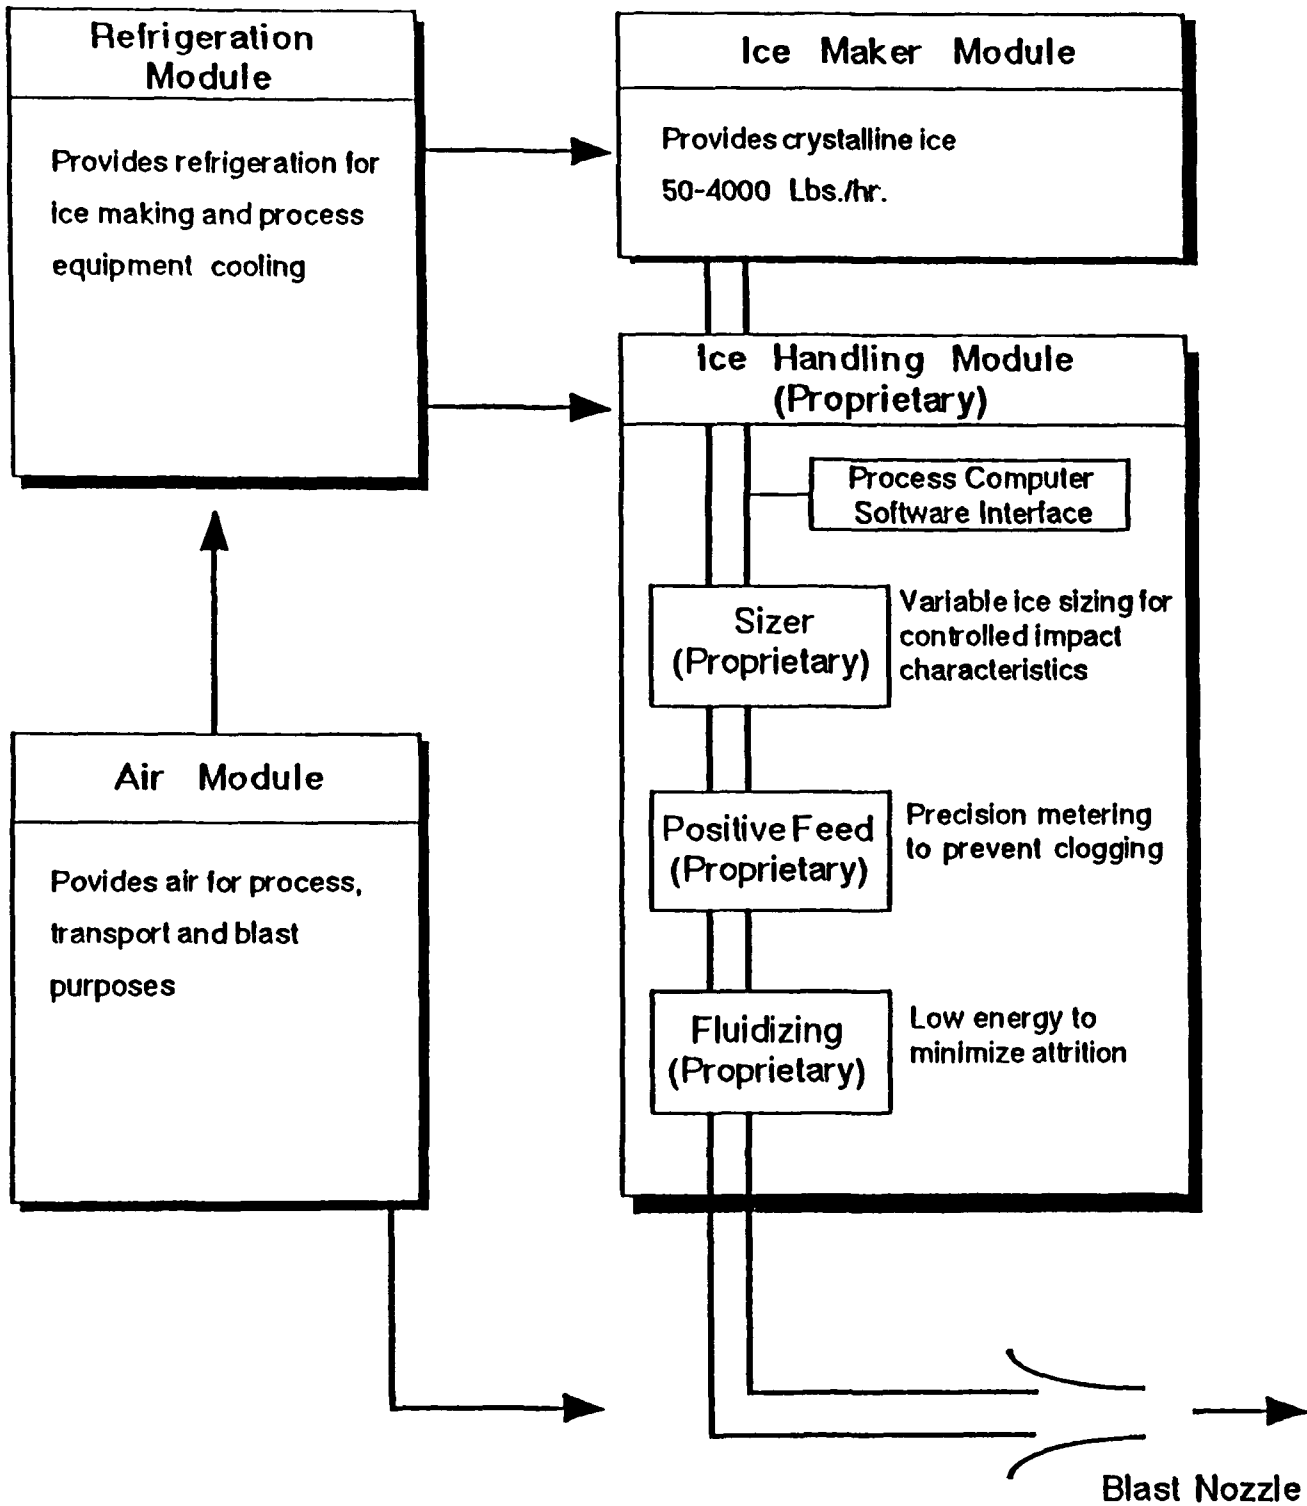 Refrigeration
Module
Provides refrigeration for
ice making and process
equipment cooling
Ice Maker Module
Provides crystalline ice
50-4000 Lbs./hr.
Ice Handling Module
(Proprietary)
Process Computer
Software Interface
Sizer
(Proprietary)
Variable ice sizing for
controlled impact
characteristics
Air Module
Povides air for process,
transport and blast
purposes
Positive Feed
(Proprietary)
Precision metering
to prevent clogging
Fluidizing
(Proprietary)
Low energy to
minimize attrition
Blast Nozzle